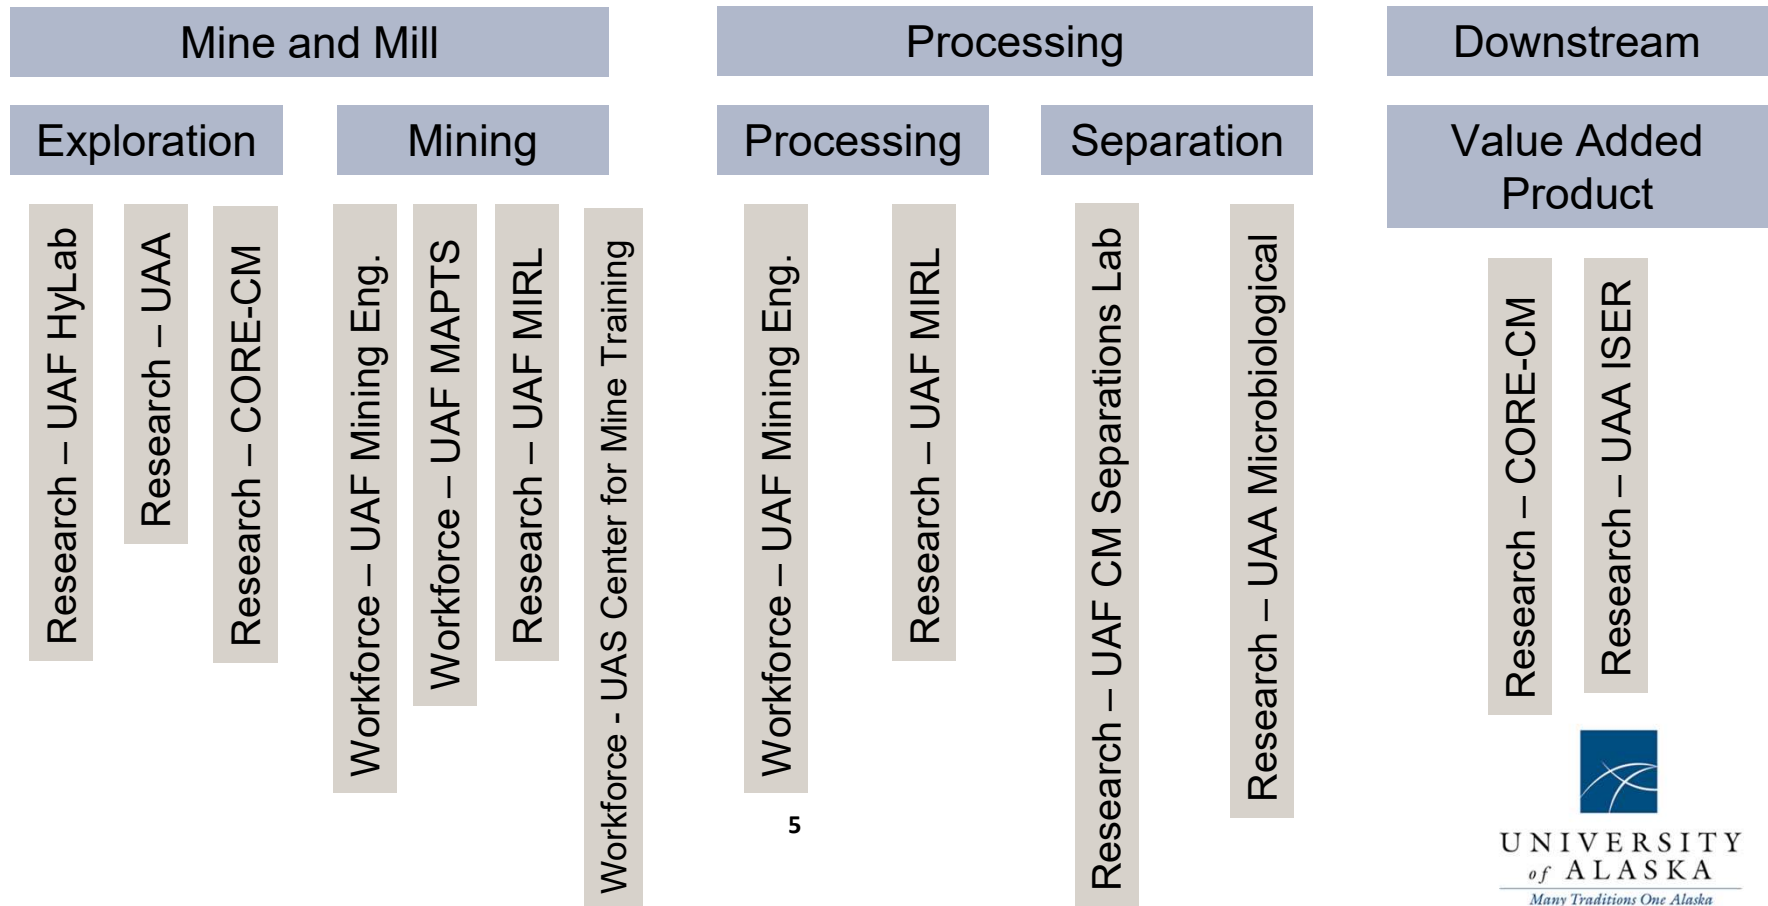 Mine and Mill
Processing
Downstream
Exploration
Mining
Processing
Separation
Value Added
Product
Research – UAF HyLab
Research – UAA
Research – CORE-CM
Workforce – UAF Mining Eng.
Workforce – UAF MAPTS
Research – UAF MIRL
Workforce - UAS Center for Mine Training
Workforce – UAF Mining Eng.
Research – UAF MIRL
Research – UAF CM Separations Lab
Research – UAA Microbiological
Research – CORE-CM
Research – UAA ISER
5
UNIVERSITY
of ALASKA
Many Traditions One Alaska